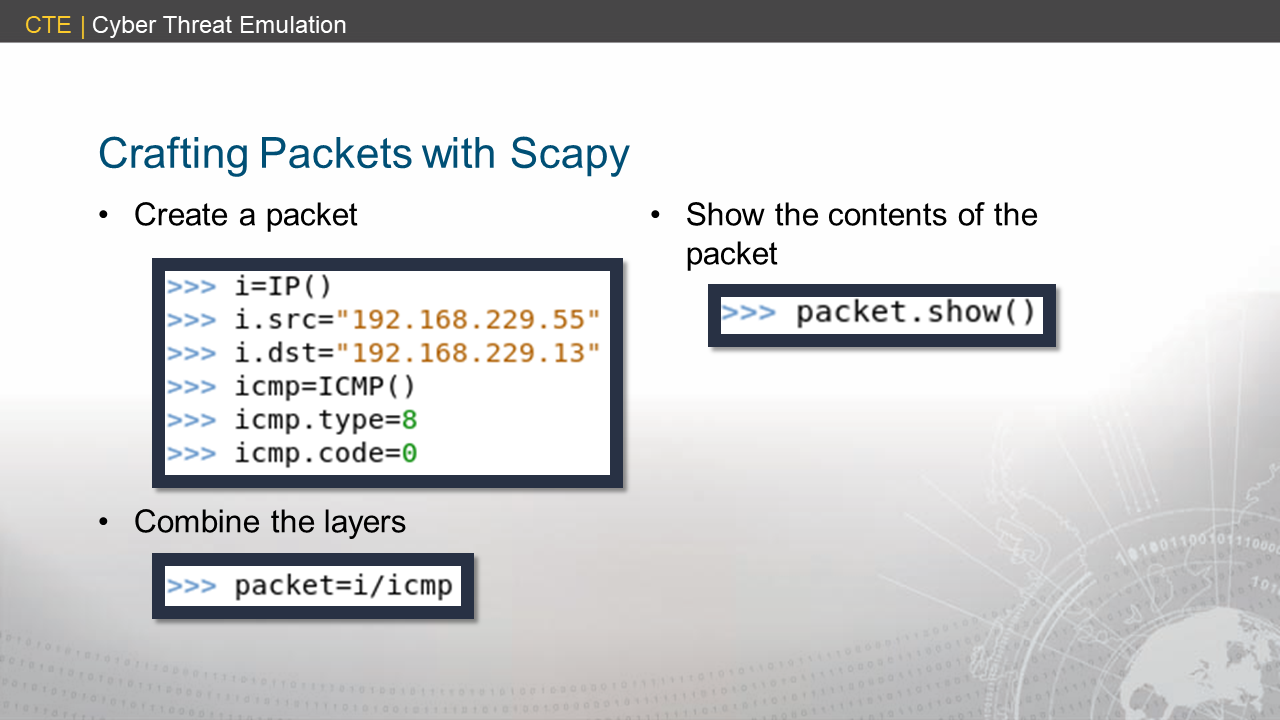 CTE | Cyber Threat Emulation
Crafting Packets with Scapy
• Create a packet
>>> i=IP()
>>> i.src="192.168.229.55"
>>> i.dst="192.168.229.13"
>>> icmp=ICMP()
>>> icmp.type=8
>>> icmp.code=0
• Combine the layers
>>> packet=i/icmp
• Show the contents of the
packet
>>> packet.show()